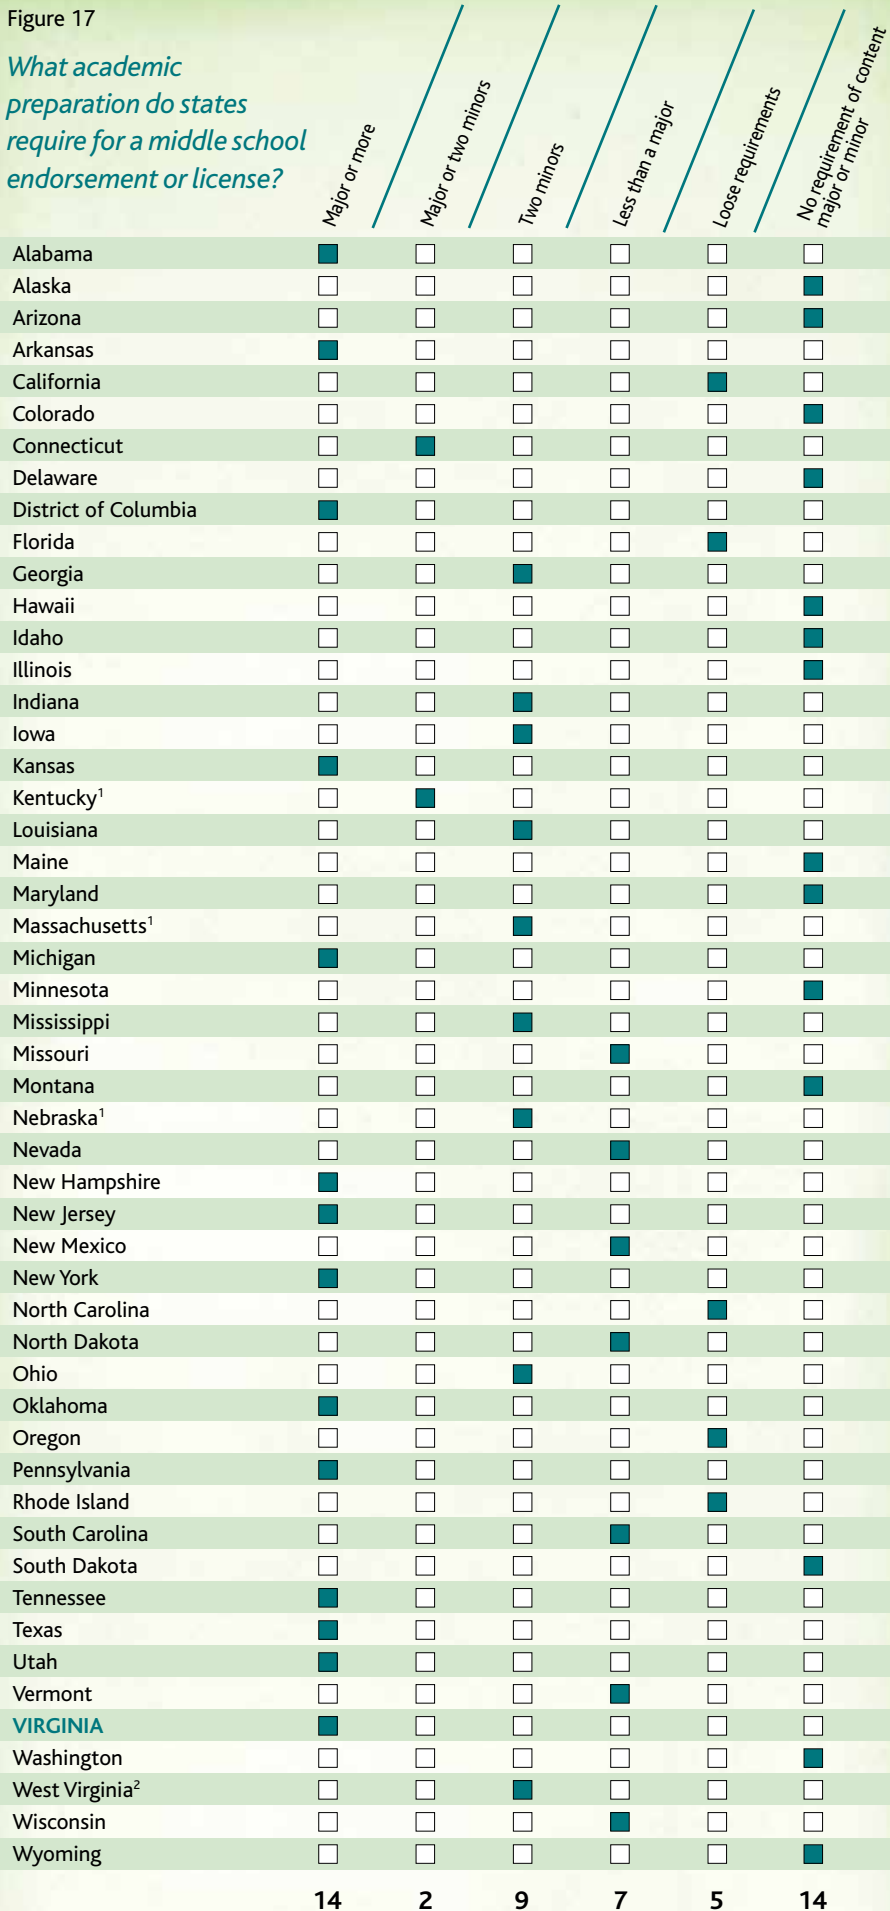 Figure 17
What academic
preparation do states
require for a middle school
endorsement or license?
Major or more
Major or two minors
Two minors
Less than a major
Loose requirements
No requirement of content
major or minor
Alabama
Alaska
Arizona
Arkansas
California
Colorado
Connecticut
Delaware
District of Columbia
Florida
Georgia
Hawaii
Idaho
Illinois
Indiana
Iowa
Kansas
Kentucky¹
Louisiana
Maine
Maryland
Massachusetts¹
Michigan
Minnesota
Mississippi
Missouri
Montana
Nebraska¹
Nevada
New Hampshire
New Jersey
New Mexico
New York
North Carolina
North Dakota
Ohio
Oklahoma
Oregon
Pennsylvania
Rhode Island
South Carolina
South Dakota
Tennessee
Texas
Utah
Vermont
VIRGINIA
Washington
West Virginia²
Wisconsin
Wyoming
14 2 9 7 5 14